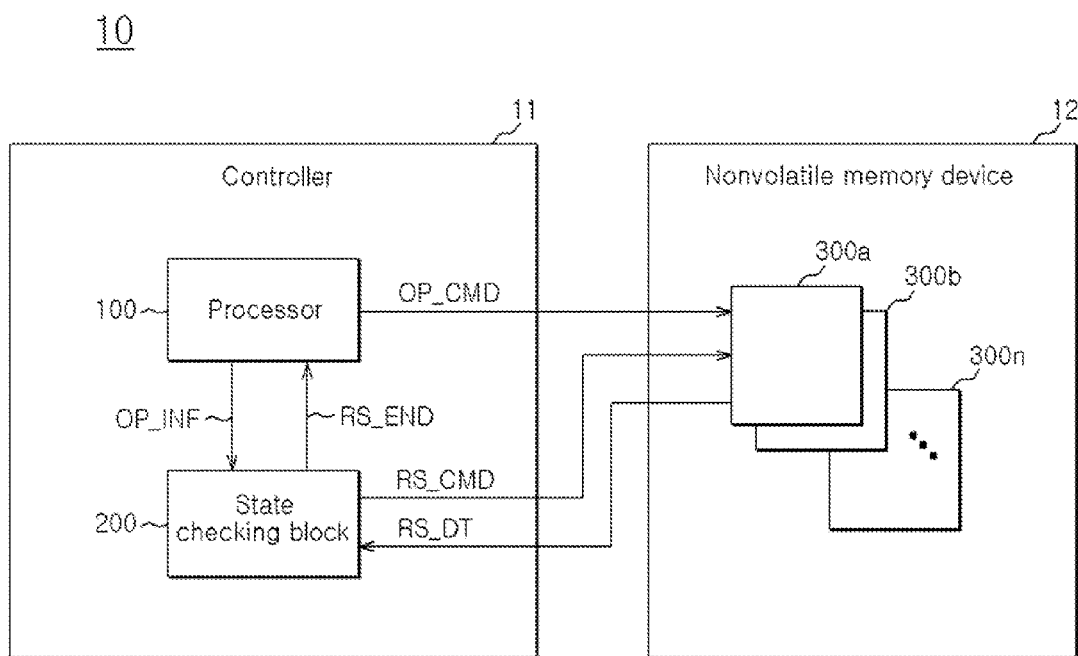 10
11
12
Controller
Nonvolatile memory device
300a
300b
300n
100
Processor
OP_CMD
OP_INF
RS_END
200
State
checking block
RS_CMD
RS_DT